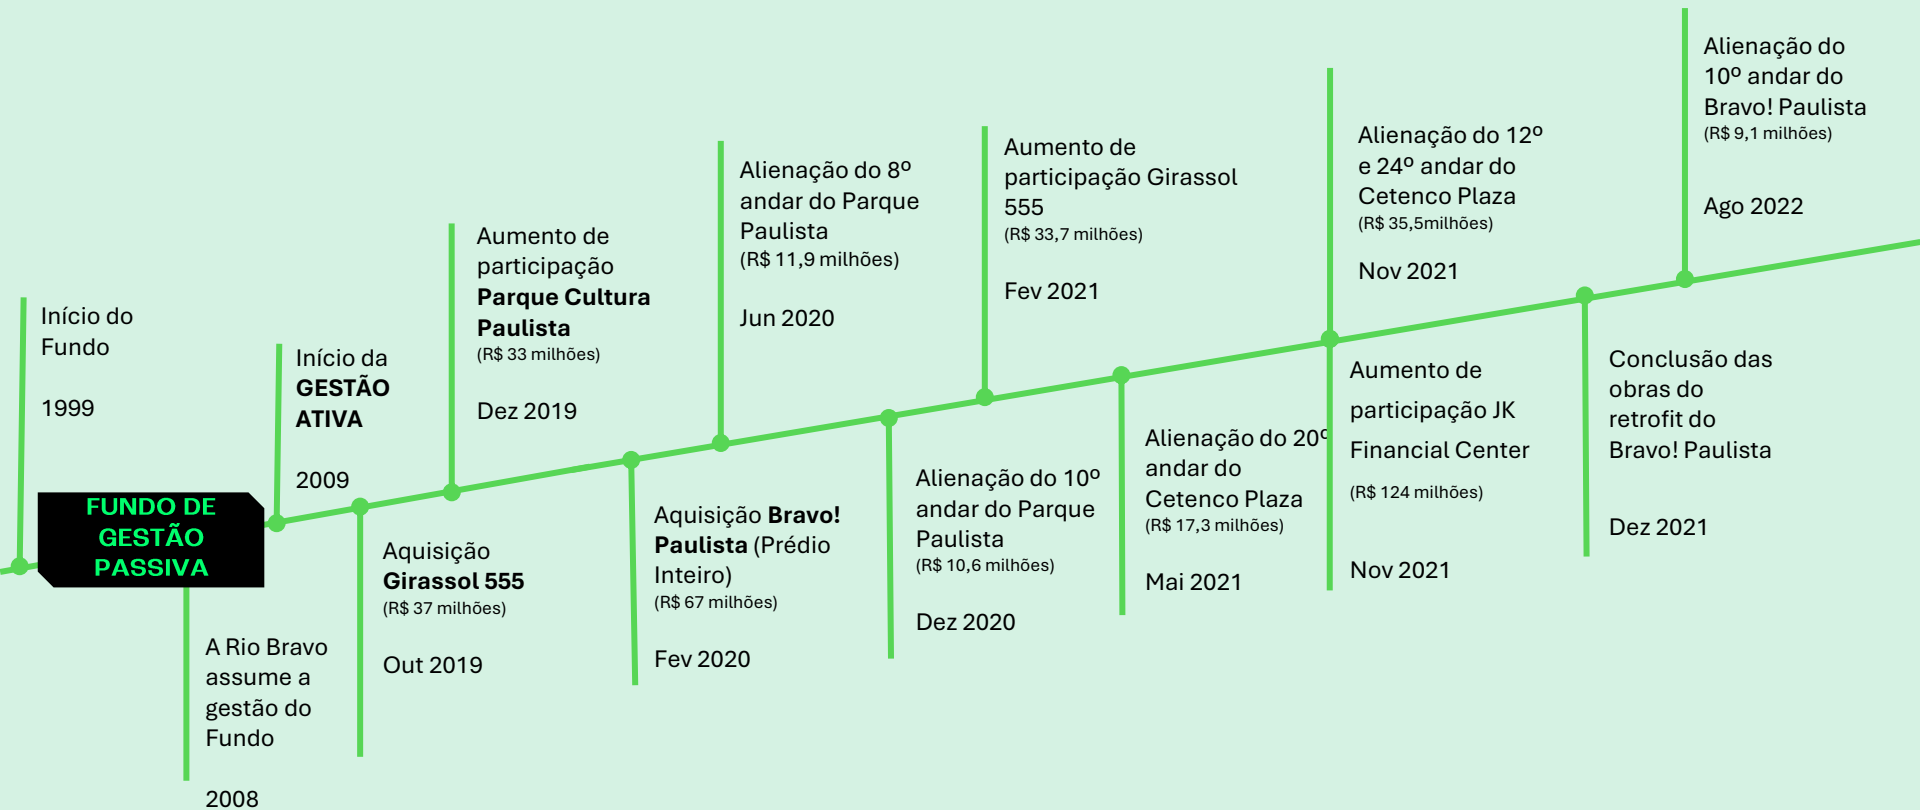 Início do
Fundo
1999
FUNDO DE
GESTÃO
PASSIVA
A Rio Bravo
assume a
gestão do
Fundo
2008
Início da
GESTÃO
ATIVA
2009
Aquisição
Girassol 555
(R$ 37 milhões)
Out 2019
Aumento de
participação
Parque Cultura
Paulista
(R$ 33 milhões)
Dez 2019
Aquisição Bravo!
Paulista (Prédio
Inteiro)
(R$ 67 milhões)
Fev 2020
Alienação do 8º
andar do Parque
Paulista
(R$ 11,9 milhões)
Jun 2020
Alienação do 10º
andar do Parque
Paulista
(R$ 10,6 milhões)
Dez 2020
Aumento de
participação Girassol
555
(R$ 33,7 milhões)
Fev 2021
Alienação do 20º
andar do
Cetenco Plaza
(R$ 17,3 milhões)
Mai 2021
Alienação do 12º
e 24º andar do
Cetenco Plaza
(R$ 35,5milhões)
Nov 2021
Aumento de
participação JK
Financial Center
(R$ 124 milhões)
Nov 2021
Conclusão das
obras do
retrofit do
Bravo! Paulista
Dez 2021
Alienação do
10º andar do
Bravo! Paulista
(R$ 9,1 milhões)
Ago 2022